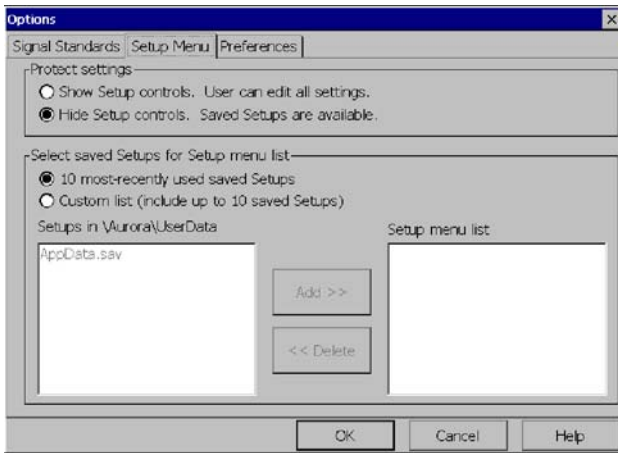 Options
Signal Standards Setup Menu Preferences
Protect settings
Show Setup controls. User can edit all settings.
Hide Setup controls. Saved Setups are available.
Select saved Setups for Setup menu list
10 most-recently used saved Setups
Custom list (include up to 10 saved Setups)
Setups in \Aurora\UserData
Setup menu list
AppData.sav
Add >>
<< Delete
OK Cancel Help